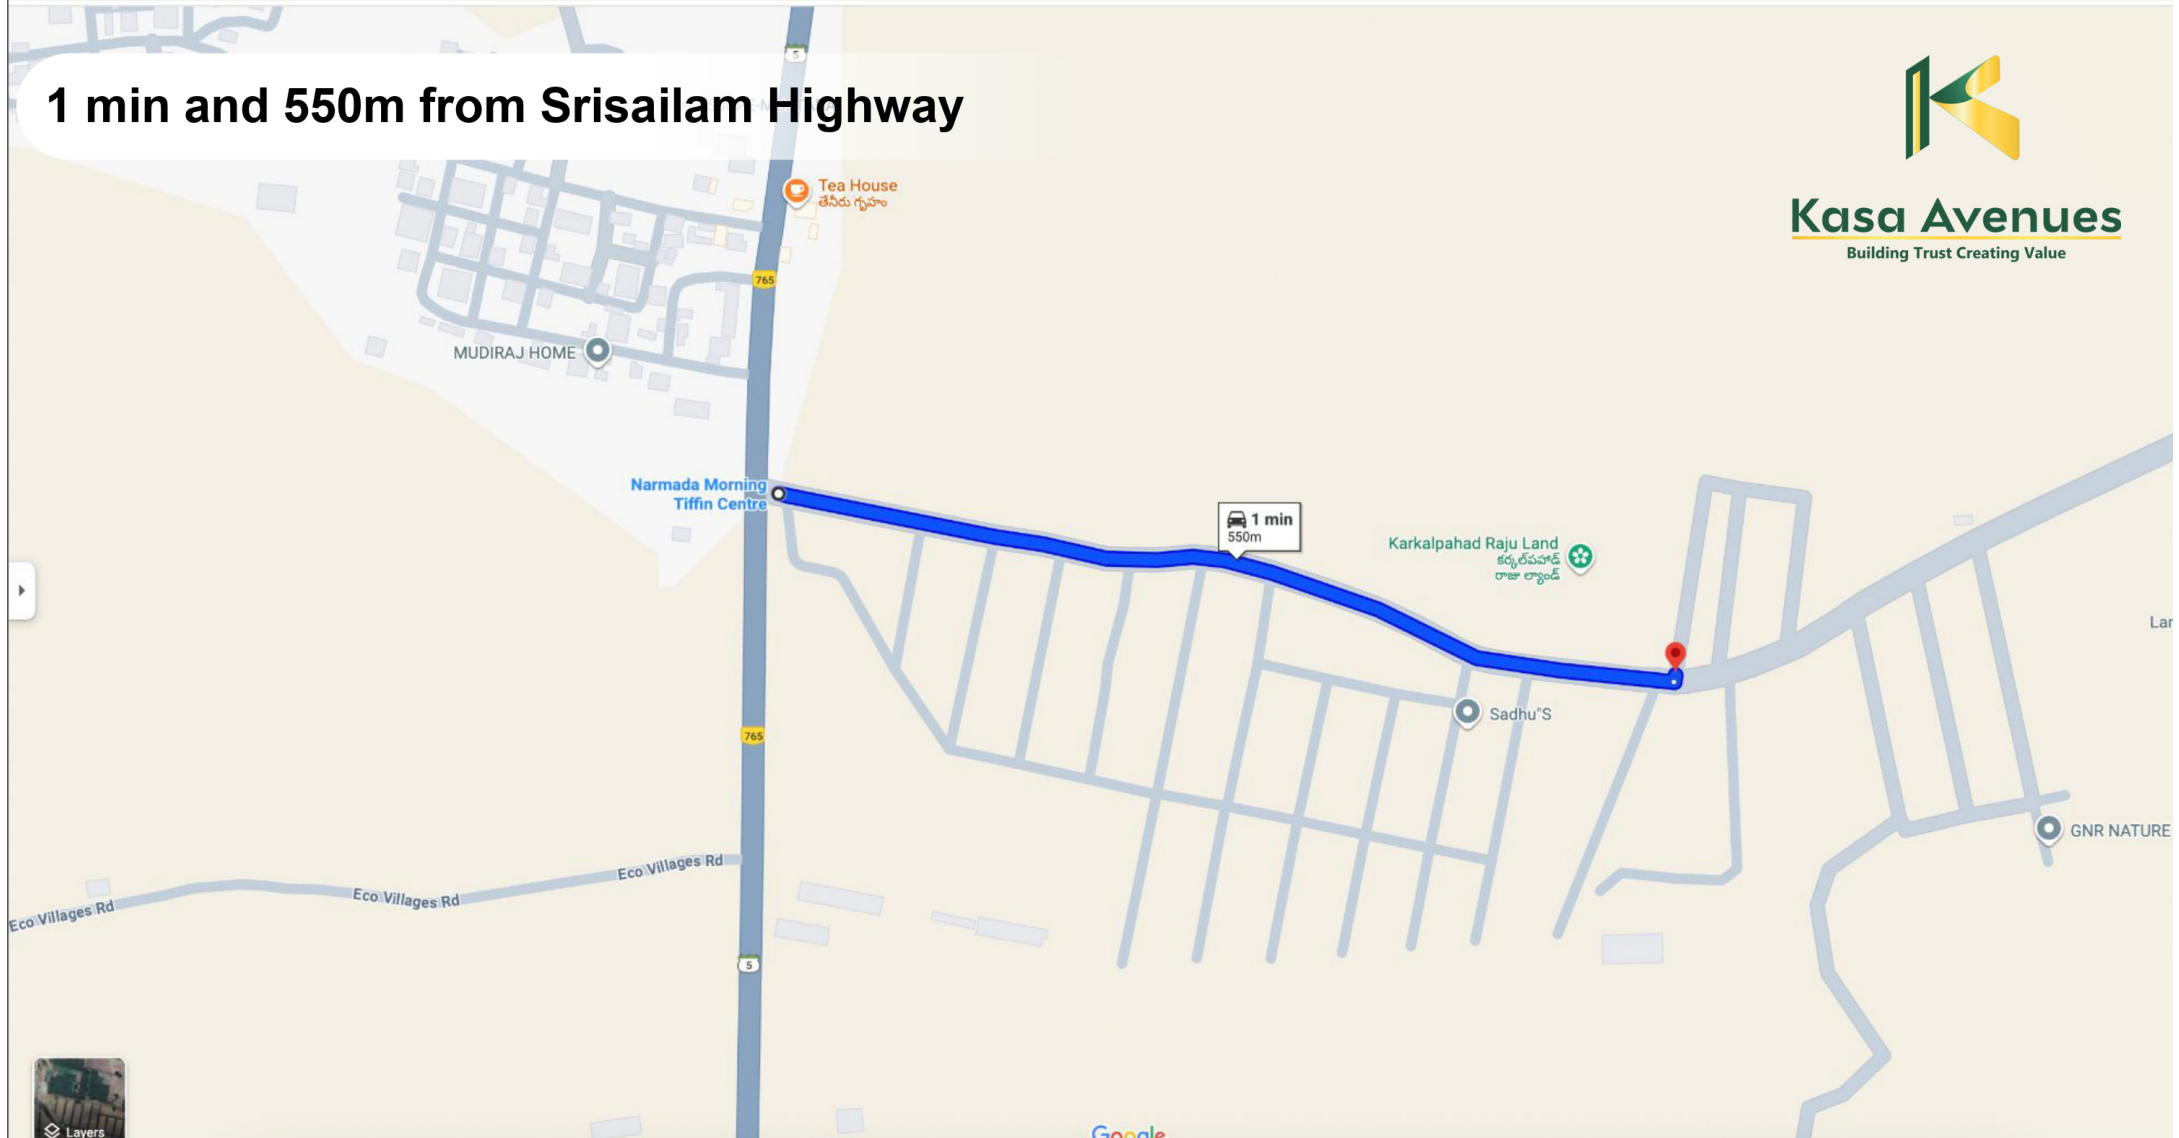 5
1 min and 550m from Srisailam Highway
Kasa Avenues
Building Trust Creating Value
Tea House
తేనీరు గృహం
765
MUDIRAJ HOME
Narmada Morning
Tiffin Centre
1 min
550m
Karkalpahad Raju Land
కర్కల్‌పహాడ్
రాజు ల్యాండ్
Lar
Sadhu"S
765
GNR NATURE
Eco Villages Rd
Eco Villages Rd
Eco Villages Rd
5
Layers
Google